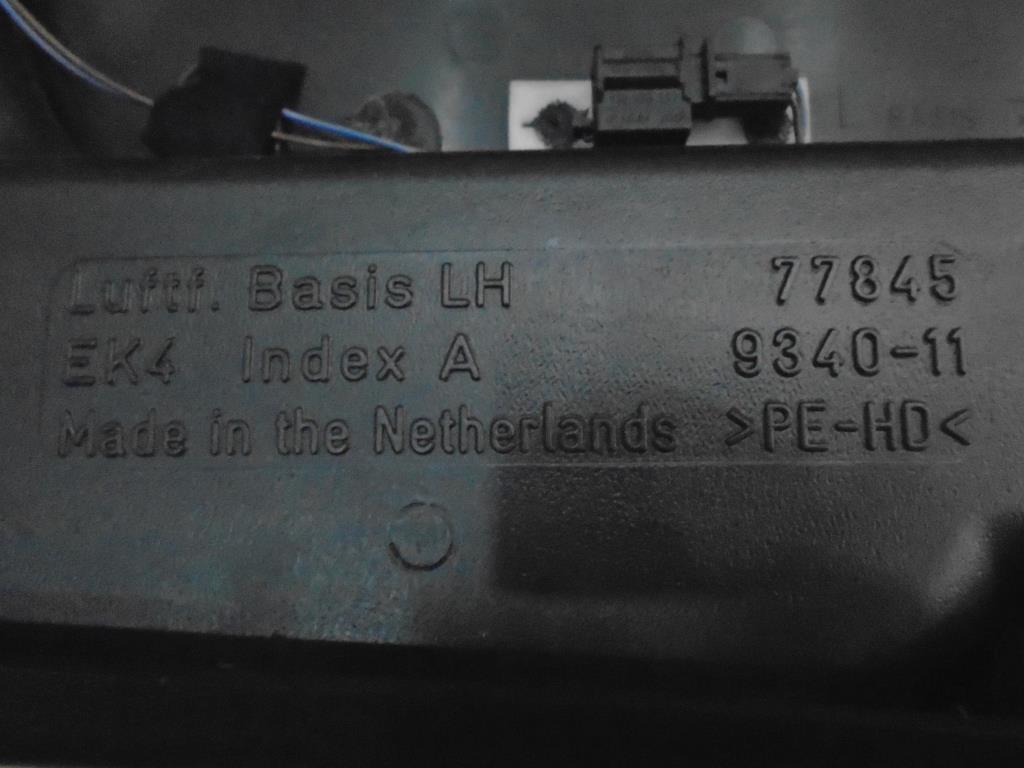 Luftf. Basis LH 77845
EK4 Index A 9340-11
Made in the Netherlands >PE-HD<